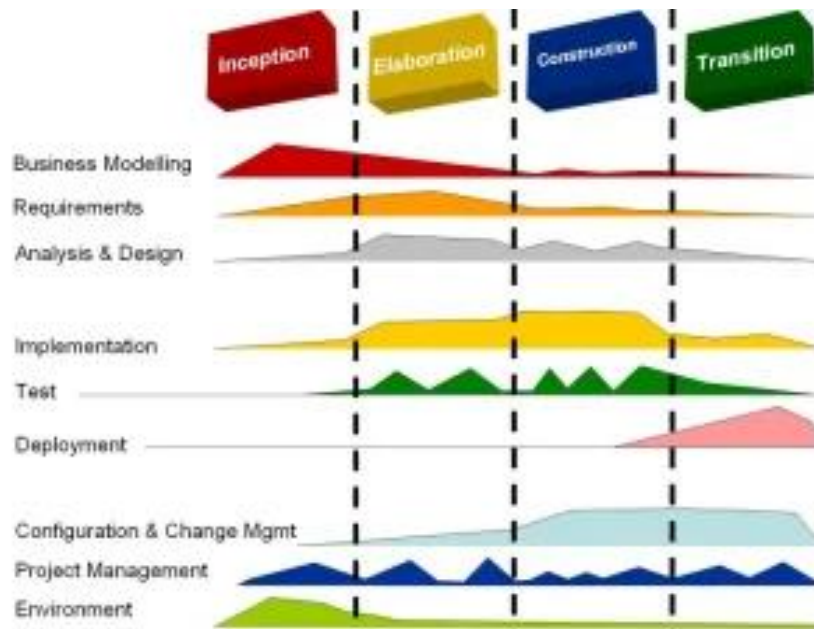 Inception
Elaboration
Construction
Transition
Business Modelling
Requirements
Analysis & Design
Implementation
Test
Deployment
Configuration & Change Mgmt
Project Management
Environment